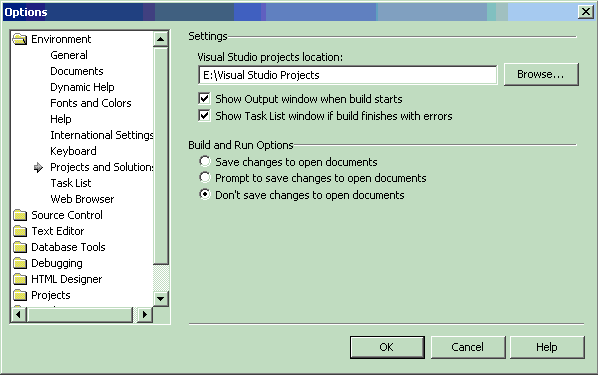 Options
Environment
General
Documents
Dynamic Help
Fonts and Colors
Help
International Settings
Keyboard
Projects and Solutions
Task List
Web Browser
Source Control
Text Editor
Database Tools
Debugging
HTML Designer
Projects
Settings
Visual Studio projects location:
E:\Visual Studio Projects
Browse...
Show Output window when build starts
Show Task List window if build finishes with errors
Build and Run Options
Save changes to open documents
Prompt to save changes to open documents
Don't save changes to open documents
OK
Cancel
Help